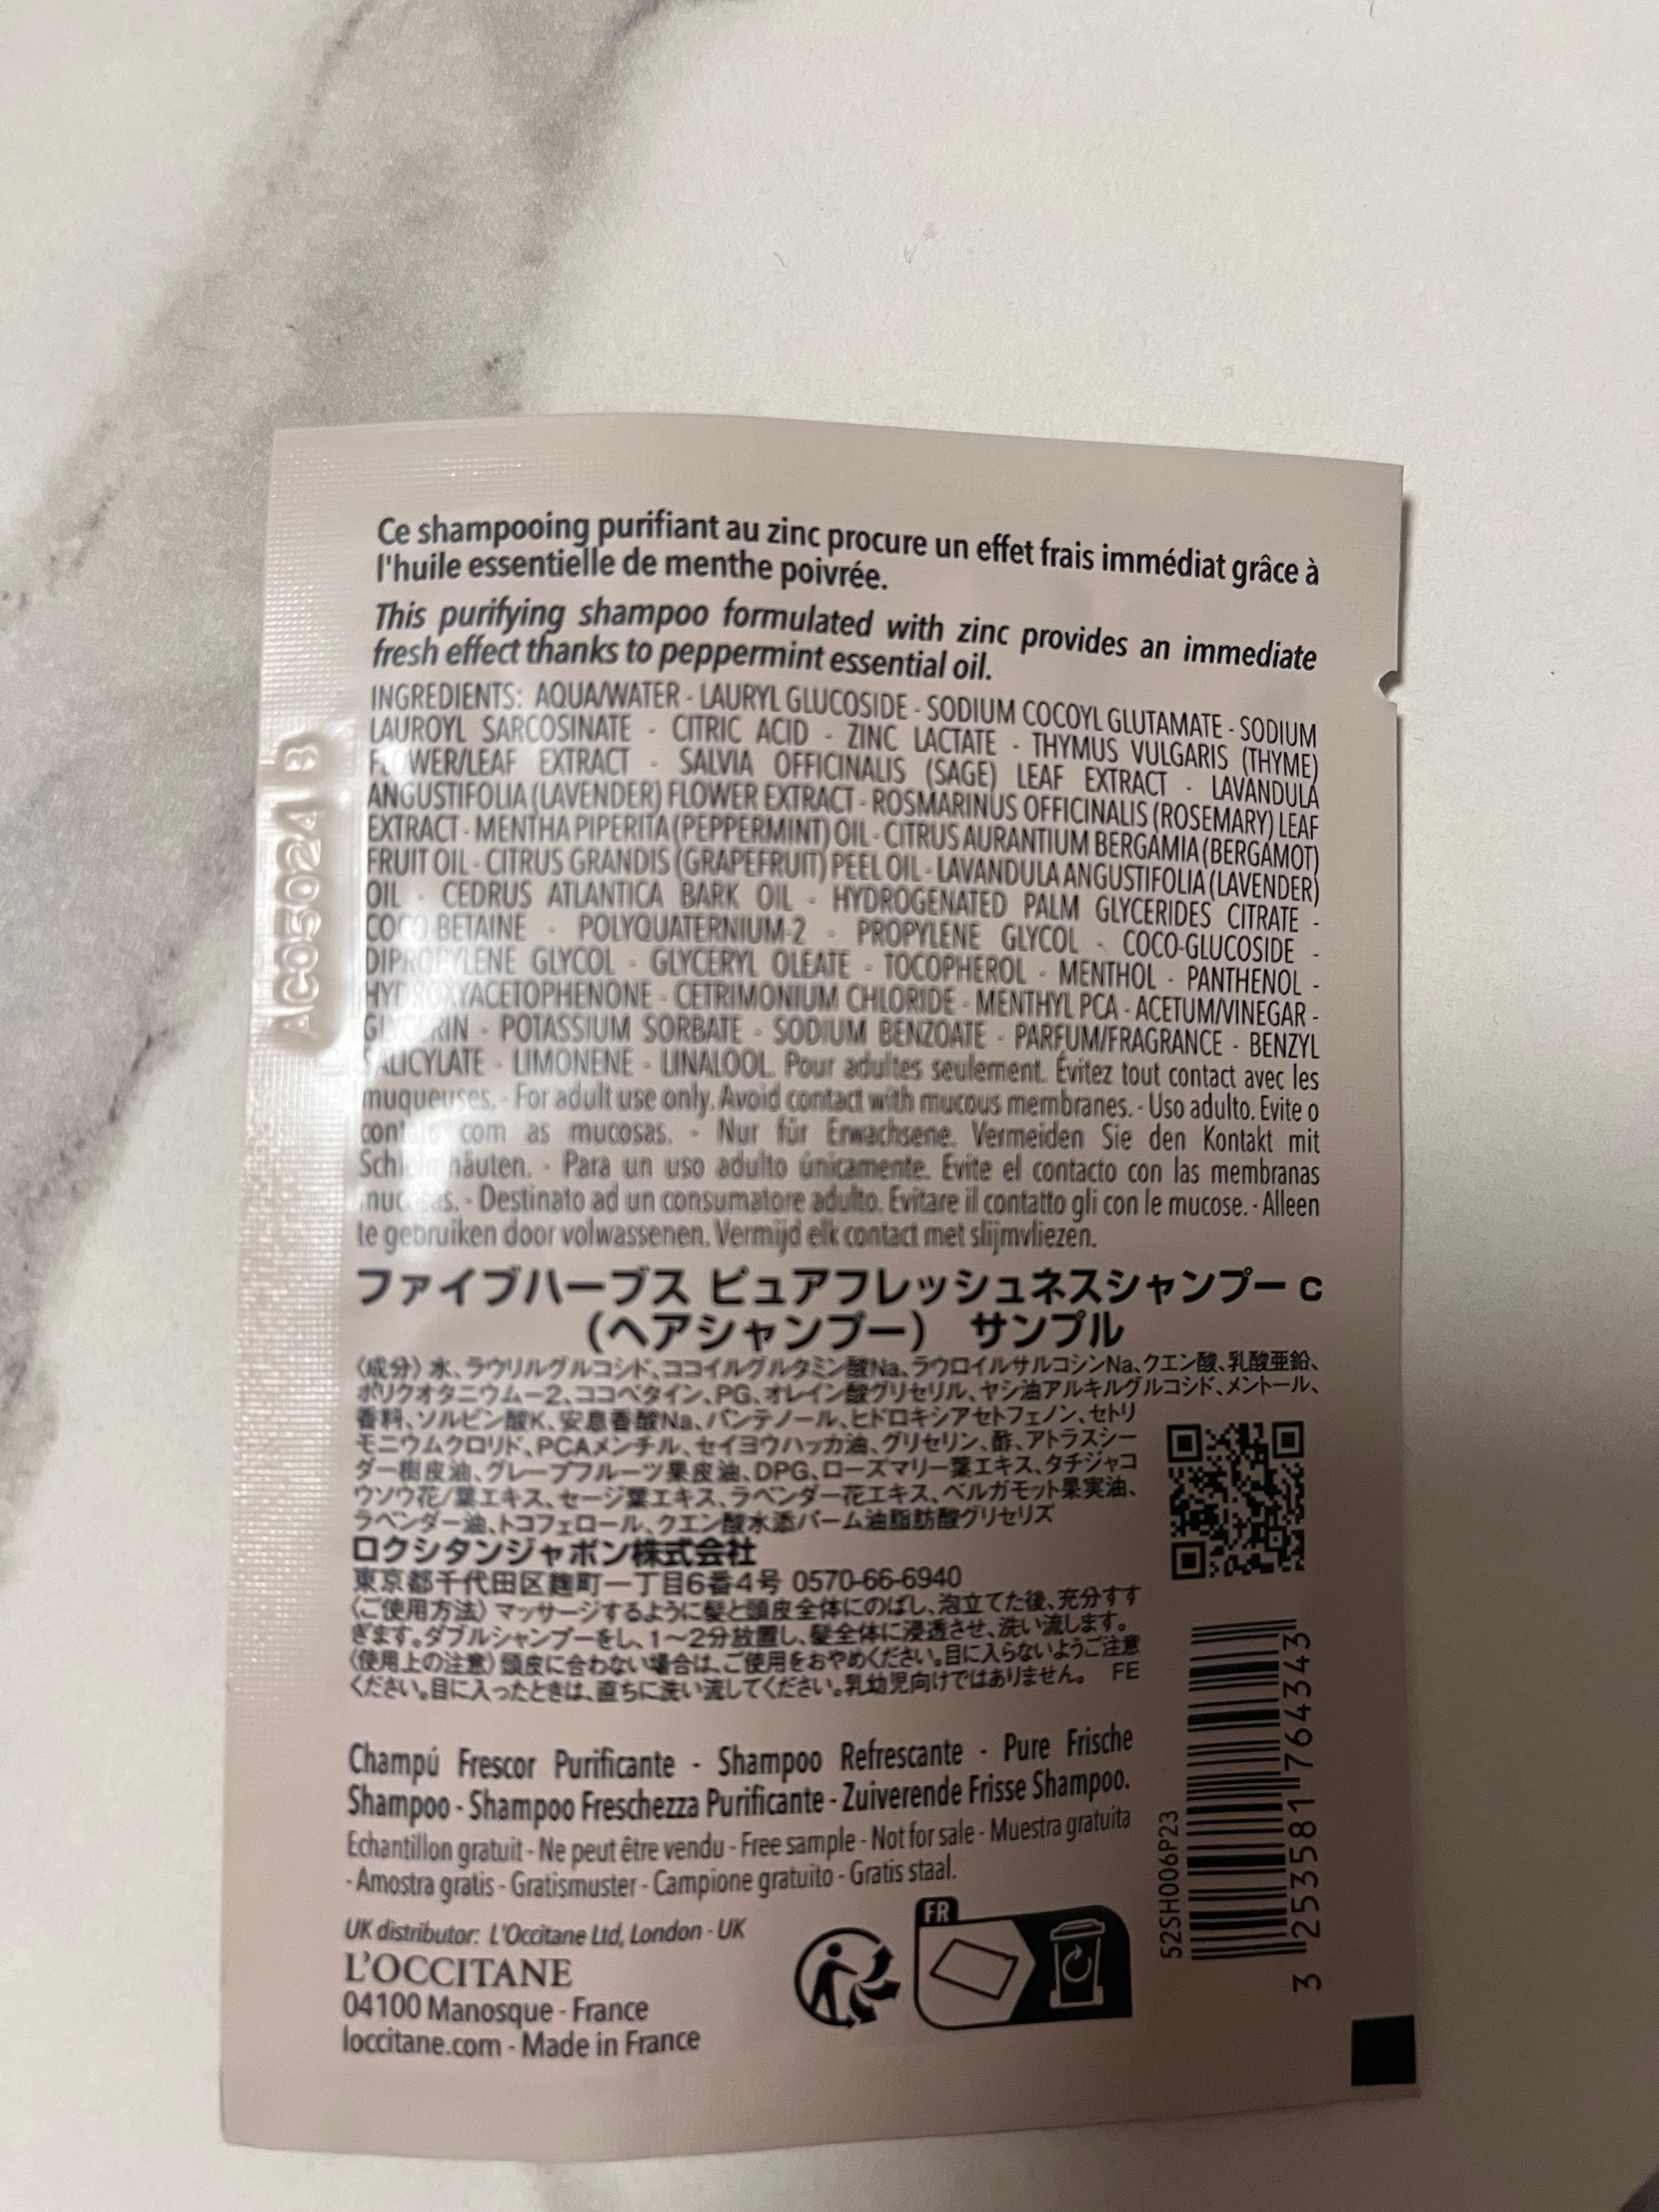 Ce shampooing purifiant au zinc procure un effet frais immédiat grâce à
l'huile essentielle de menthe poivrée.
This purifying shampoo formulated with zinc provides an immediate
fresh effect thanks to peppermint essential oil.
INGREDIENTS: AQUA/WATER - LAURYL GLUCOSIDE - SODIUM COCOYL GLUTAMATE - SODIUM
LAUROYL SARCOSINATE - CITRIC ACID - ZINC LACTATE - THYMUS VULGARIS (THYME)
FLOWER/LEAF EXTRACT - SALVIA OFFICINALIS (SAGE) LEAF EXTRACT - LAVANDULA
ANGUSTIFOLIA (LAVENDER) FLOWER EXTRACT - ROSMARINUS OFFICINALIS (ROSEMARY) LEAF
EXTRACT - MENTHA PIPERITA (PEPPERMINT) OIL - CITRUS AURANTIUM BERGAMIA (BERGAMOT)
FRUIT OIL - CITRUS GRANDIS (GRAPEFRUIT) PEEL OIL - LAVANDULA ANGUSTIFOLIA (LAVENDER)
OIL - CEDRUS ATLANTICA BARK OIL - HYDROGENATED PALM GLYCERIDES CITRATE -
COCO-BETAINE - POLYQUATERNIUM-2 - PROPYLENE GLYCOL - COCO-GLUCOSIDE -
DIPROPYLENE GLYCOL - GLYCERYL OLEATE - TOCOPHEROL - MENTHOL - PANTHENOL -
HYDROXYACETOPHENONE - CETRIMONIUM CHLORIDE - MENTHYL PCA - ACETUM/VINEGAR -
GLYCERIN - POTASSIUM SORBATE - SODIUM BENZOATE - PARFUM/FRAGRANCE - BENZYL
SALICYLATE - LIMONENE - LINALOOL. Pour adultes seulement. Évitez tout contact avec les
muqueuses. - For adult use only. Avoid contact with mucous membranes. - Uso adulto. Evite o
contato com as mucosas. - Nur für Erwachsene. Vermeiden Sie den Kontakt mit
Schleimhäuten. - Para un uso adulto únicamente. Evite el contacto con las membranas
mucosas. - Destinato ad un consumatore adulto. Evitare il contatto gli con le mucose. - Alleen
te gebruiken door volwassenen. Vermijd elk contact met slijmvliezen.
ファイブハーブス ピュアフレッシュネスシャンプー c
(ヘアシャンプー) サンプル
〈成分〉水、ラウリルグルコシド、ココイルグルタミン酸Na、ラウロイルサルコシンNa、クエン酸、乳酸亜鉛、
ポリクオタニウムー2、ココベタイン、PG、オレイン酸グリセリル、ヤシ油アルキルグルコシド、メントール、
香料、ソルビン酸K、安息香酸Na、パンテノール、ヒドロキシアセトフェノン、セトリ
モニウムクロリド、PCAメンチル、セイヨウハッカ油、グリセリン、酢、アトラスシー
ダー樹皮油、グレープフルーツ果皮油、DPG、ローズマリー葉エキス、タチジャコ
ウソウ花/葉エキス、セージ葉エキス、ラベンダー花エキス、ベルガモット果実油、
ラベンダー油、トコフェロール、クエン酸水添パーム油脂肪酸グリセリズ
ロクシタンジャポン株式会社
東京都千代田区麹町一丁目6番4号 0570-66-6940
〈ご使用方法〉マッサージするように髪と頭皮全体にのばし、泡立てた後、充分すす
ぎます。ダブルシャンプーをし、1〜2分放置し、髪全体に浸透させ、洗い流します。
〈使用上の注意〉頭皮に合わない場合は、ご使用をおやめください。目に入らないようご注意
ください。目に入ったときは、直ちに洗い流してください。乳幼児向けではありません。 FE
Champú Frescor Purificante - Shampoo Refrescante - Pure Frische
Shampoo - Shampoo Freschezza Purificante - Zuiverende Frisse Shampoo.
Echantillon gratuit - Ne peut être vendu - Free sample - Not for sale - Muestra gratuita
- Amostra gratis - Gratismuster - Campione gratuito - Gratis staal.
UK distributor: L'Occitane Ltd, London - UK
L'OCCITANE
04100 Manosque - France
loccitane.com - Made in France
FR
52SH006P23
3 253581 764343
AC05024 B